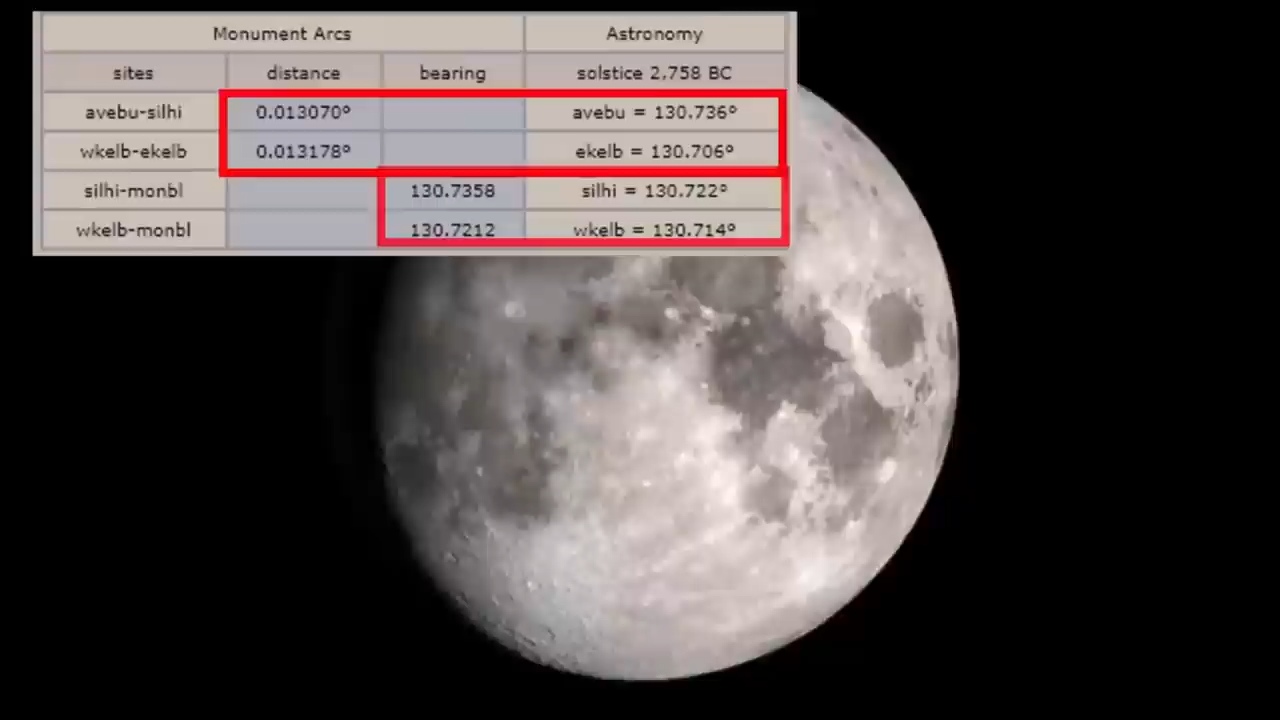 Monument Arcs Astronomy
sites distance bearing solstice 2,758 BC
avebu-silhi 0.013070° avebu = 130.736°
wkelb-ekelb 0.013178° ekelb = 130.706°
silhi-monbl 130.7358 silhi = 130.722°
wkelb-monbl 130.7212 wkelb = 130.714°